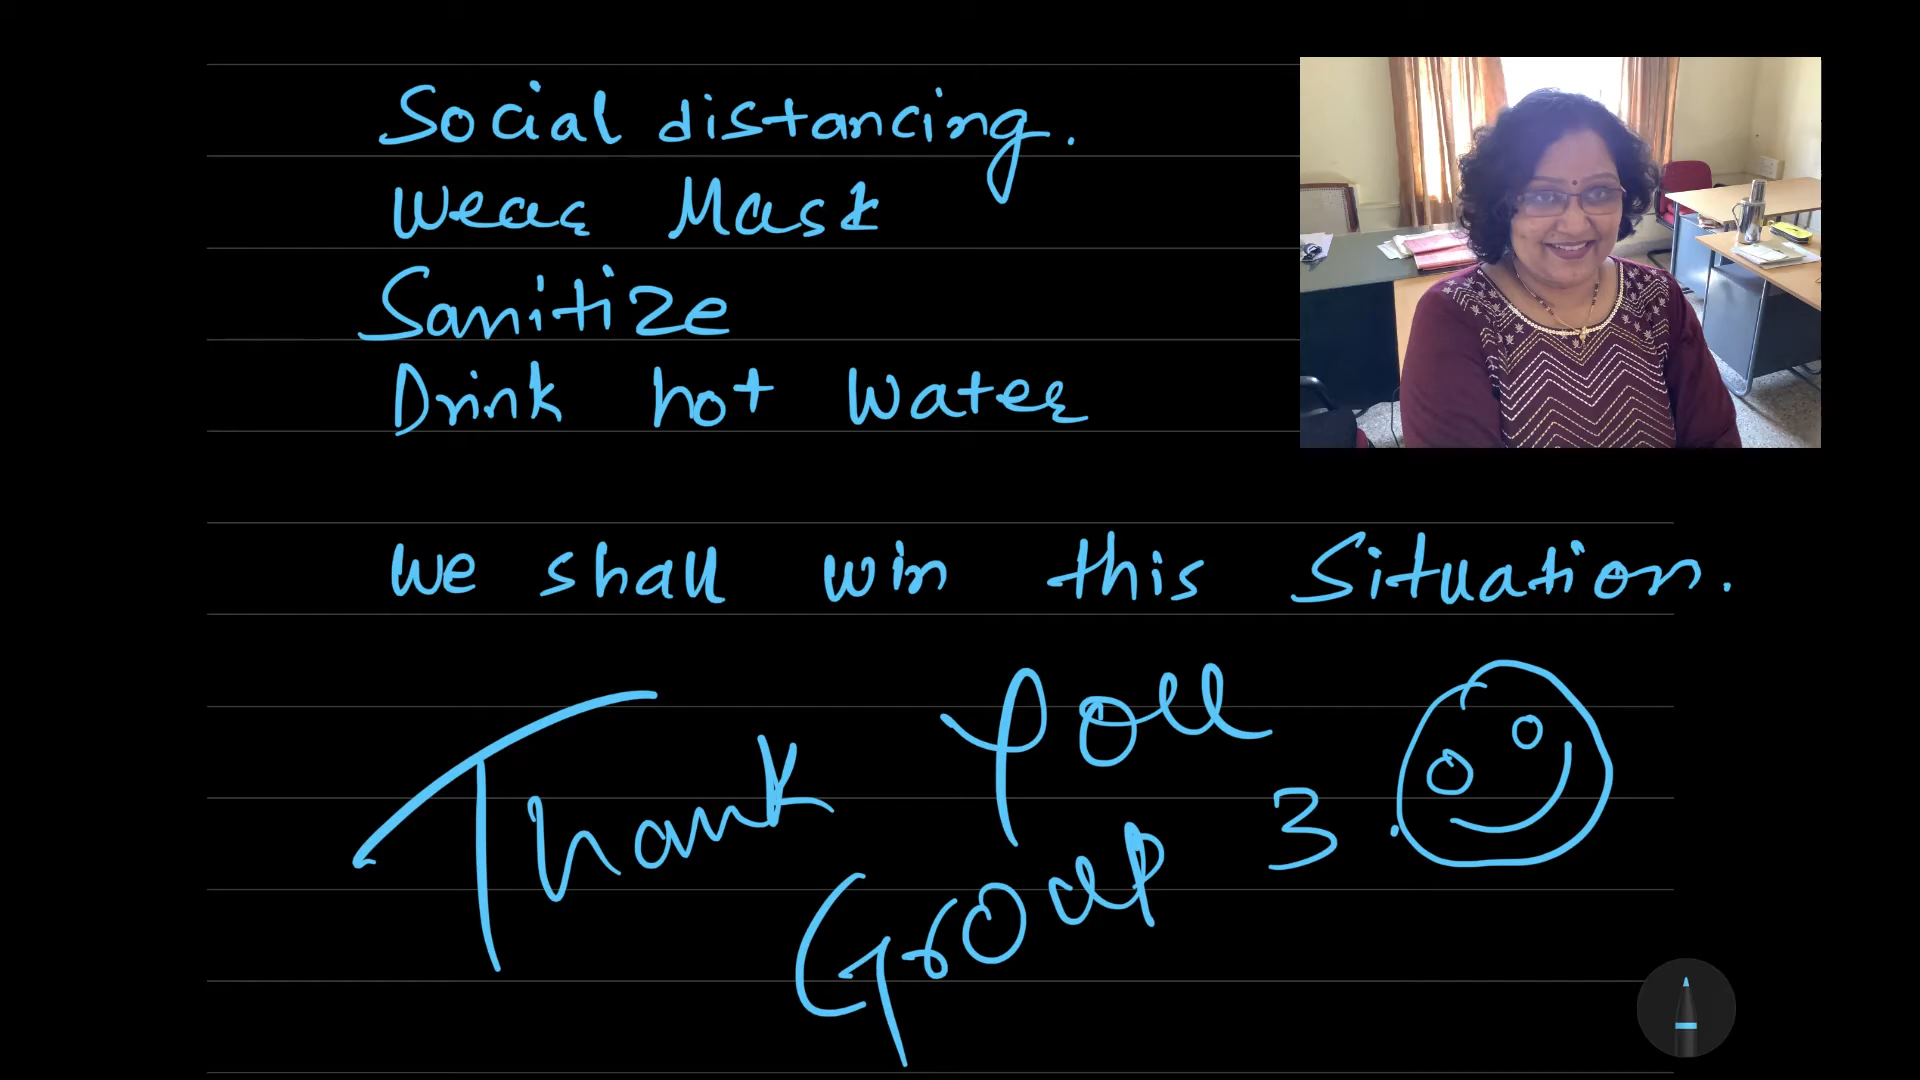 Social distancing.
Wear Mask
Sanitize
Drink hot water
We shall win this Situation.
Thank You
Group 3.